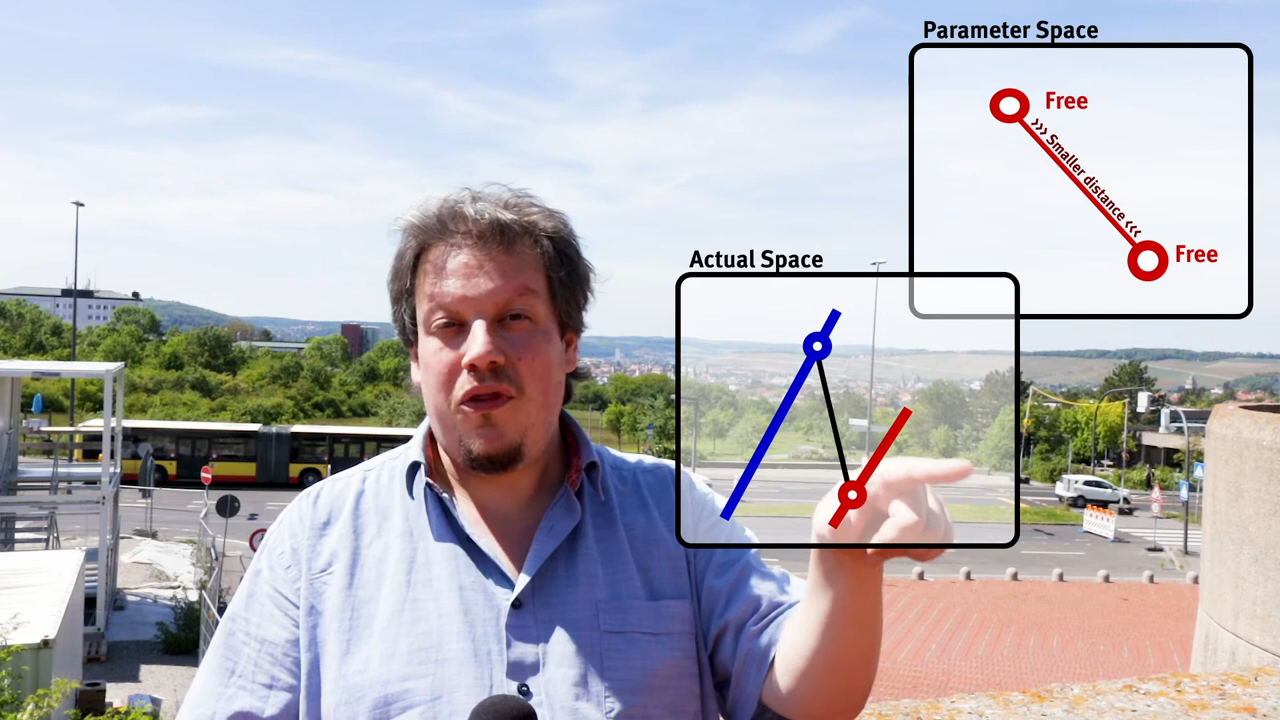 Parameter Space
Free
››› Smaller distance ‹‹‹
Free
Actual Space